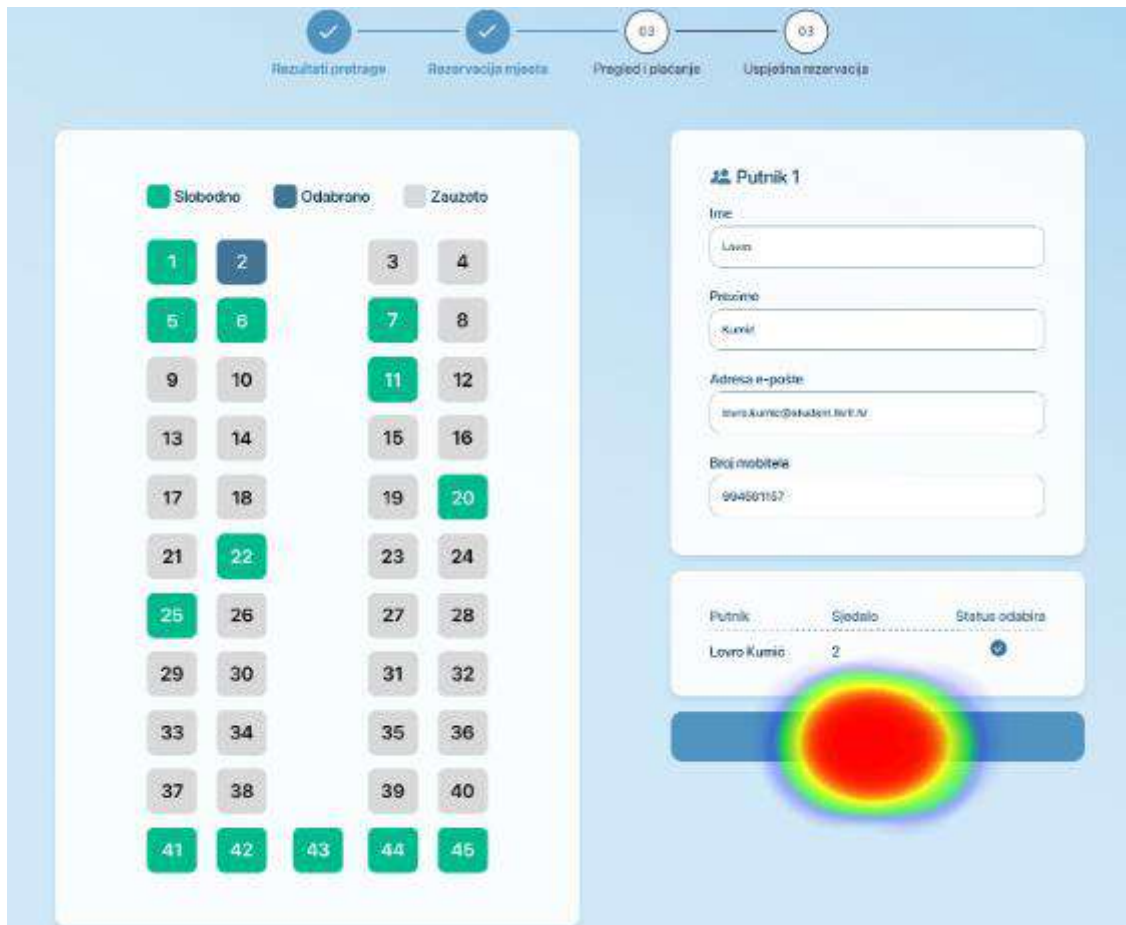 03 03
Rezultati pretrage Rezervacija mjesta Pregled i plaćanje Uspješna rezervacija
Slobodno Odabrano Zauzeto
1 2 3 4
5 6 7 8
9 10 11 12
13 14 15 16
17 18 19 20
21 22 23 24
25 26 27 28
29 30 31 32
33 34 35 36
37 38 39 40
41 42 43 44 45
Putnik 1
Ime
Lovro
Prezime
Kumić
Adresa e-pošte
Broj mobitela
994501157
Putnik Sjedalo Status odabira
Lovro Kumić 2